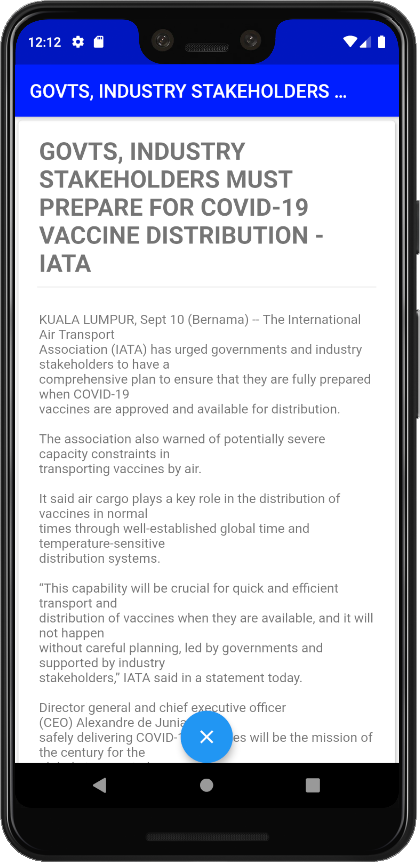 12:12
GOVTS, INDUSTRY STAKEHOLDERS ...
GOVTS, INDUSTRY
STAKEHOLDERS MUST
PREPARE FOR COVID-19
VACCINE DISTRIBUTION -
IATA
KUALA LUMPUR, Sept 10 (Bernama) -- The International
Air Transport
Association (IATA) has urged governments and industry
stakeholders to have a
comprehensive plan to ensure that they are fully prepared
when COVID-19
vaccines are approved and available for distribution.
The association also warned of potentially severe
capacity constraints in
transporting vaccines by air.
It said air cargo plays a key role in the distribution of
vaccines in normal
times through well-established global time and
temperature-sensitive
distribution systems.
“This capability will be crucial for quick and efficient
transport and
distribution of vaccines when they are available, and it will
not happen
without careful planning, led by governments and
supported by industry
stakeholders,” IATA said in a statement today.
Director general and chief executive officer
(CEO) Alexandre de
safely delivering will be the mission of
the century for the